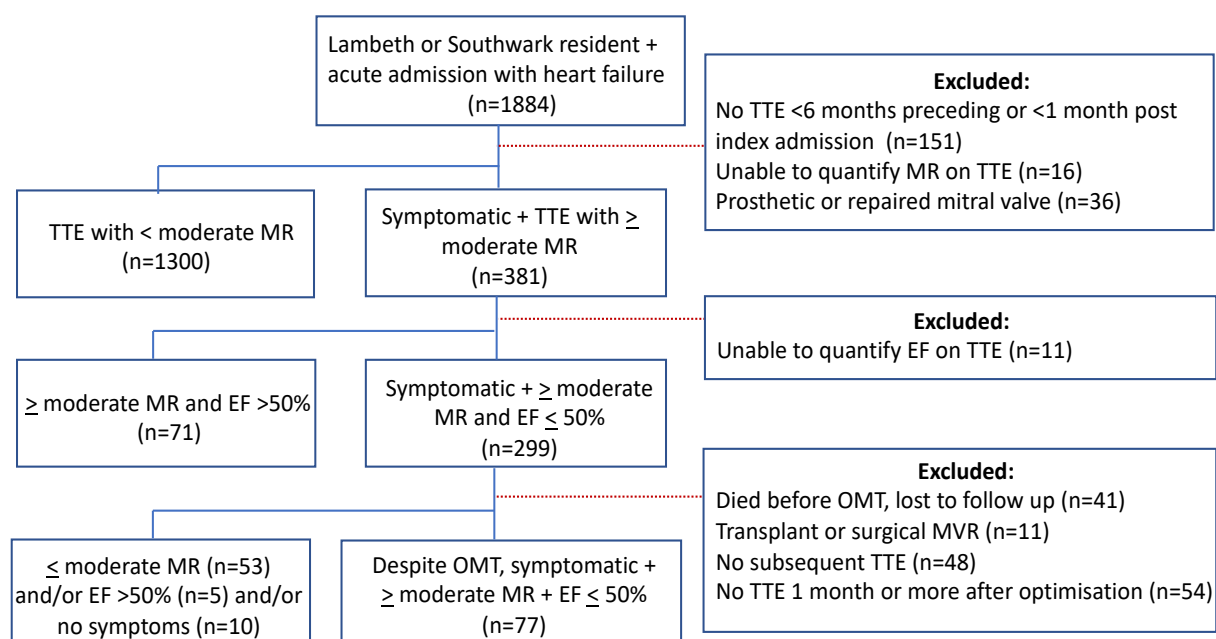 Lambeth or Southwark resident +
acute admission with heart failure
(n=1884)
Excluded:
No TTE <6 months preceding or <1 month post
index admission (n=151)
Unable to quantify MR on TTE (n=16)
Prosthetic or repaired mitral valve (n=36)
TTE with < moderate MR
(n=1300)
Symptomatic + TTE with ≥
moderate MR
(n=381)
Excluded:
Unable to quantify EF on TTE (n=11)
≥ moderate MR and EF >50%
(n=71)
Symptomatic + ≥ moderate
MR and EF ≤ 50%
(n=299)
Excluded:
Died before OMT, lost to follow up (n=41)
Transplant or surgical MVR (n=11)
No subsequent TTE (n=48)
No TTE 1 month or more after optimisation (n=54)
≤ moderate MR (n=53)
and/or EF >50% (n=5) and/or
no symptoms (n=10)
Despite OMT, symptomatic +
≥ moderate MR + EF ≤ 50%
(n=77)